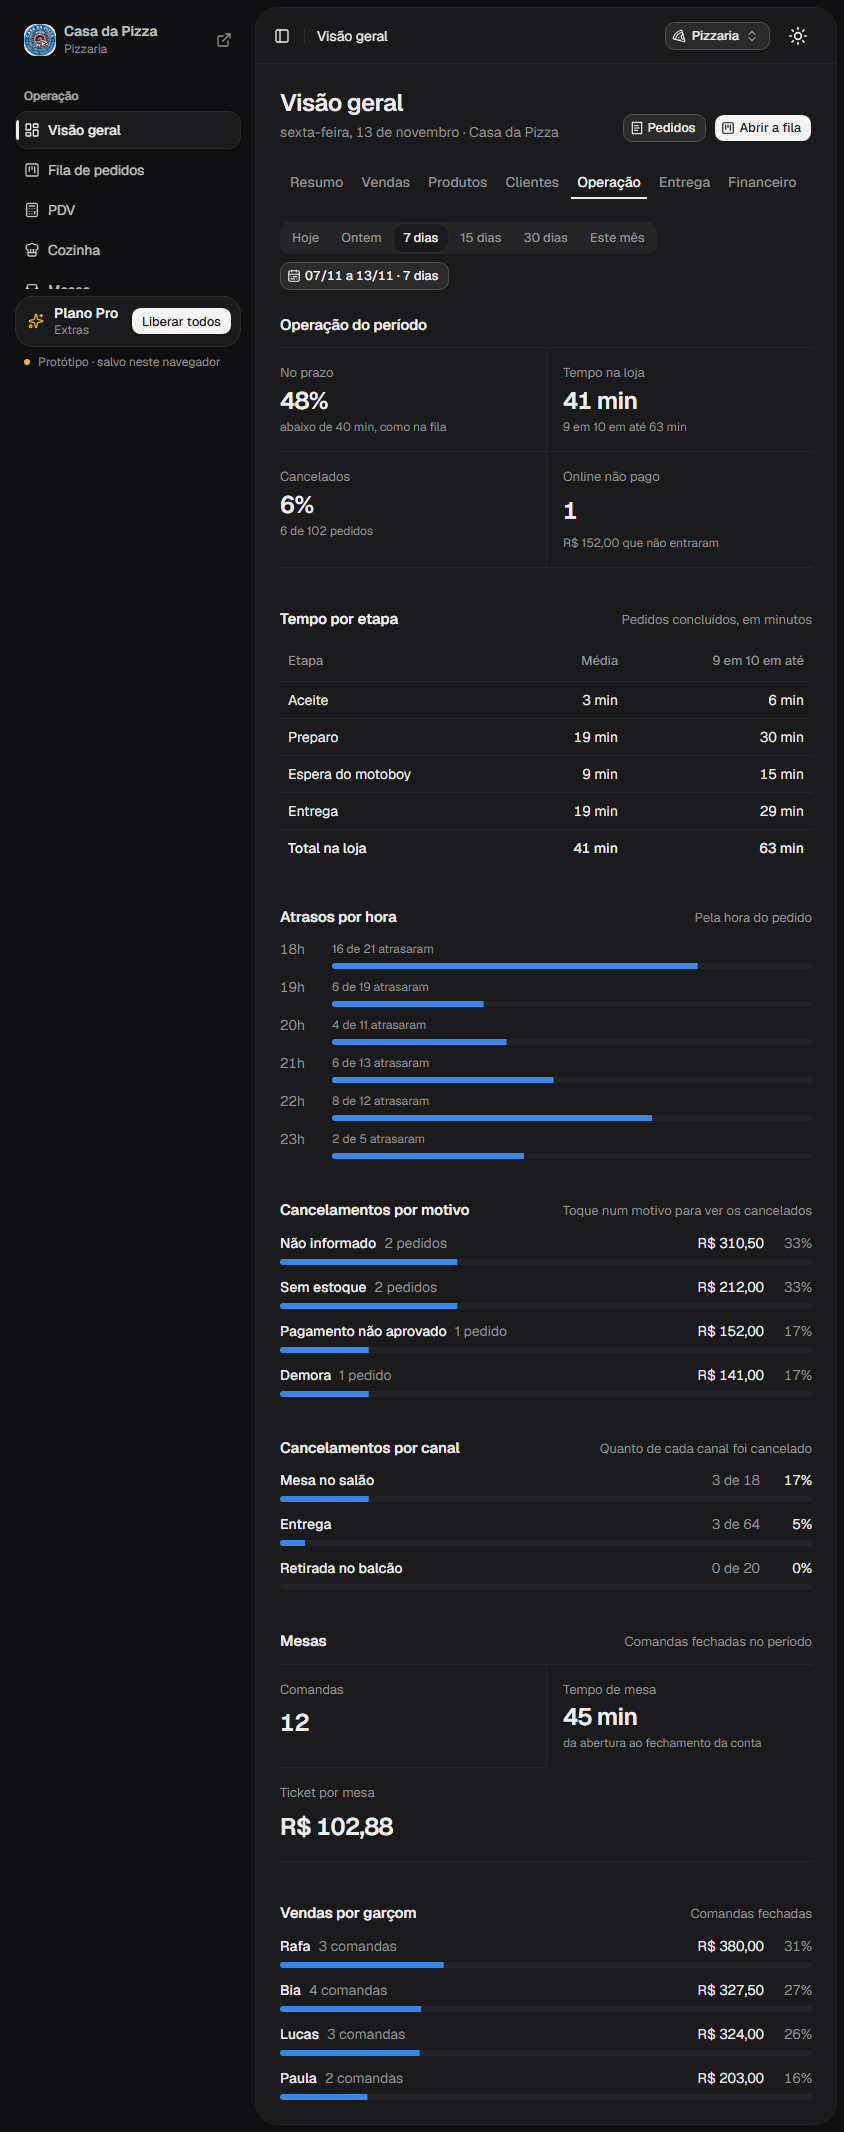 Casa da Pizza
Pizzaria
Operação
Visão geral
Fila de pedidos
PDV
Cozinha
Plano Pro
Extras
Liberar todos
Protótipo · salvo neste navegador
Visão geral
Pizzaria
Visão geral
sexta-feira, 13 de novembro · Casa da Pizza
Pedidos
Abrir a fila
Resumo Vendas Produtos Clientes Operação Entrega Financeiro
Hoje Ontem 7 dias 15 dias 30 dias Este mês
07/11 a 13/11 · 7 dias
Operação do período
No prazo
48%
abaixo de 40 min, como na fila
Tempo na loja
41 min
9 em 10 em até 63 min
Cancelados
6%
6 de 102 pedidos
Online não pago
1
R$ 152,00 que não entraram
Tempo por etapa Pedidos concluídos, em minutos
Etapa Média 9 em 10 em até
Aceite 3 min 6 min
Preparo 19 min 30 min
Espera do motoboy 9 min 15 min
Entrega 19 min 29 min
Total na loja 41 min 63 min
Atrasos por hora Pela hora do pedido
18h 16 de 21 atrasaram
19h 6 de 19 atrasaram
20h 4 de 11 atrasaram
21h 6 de 13 atrasaram
22h 8 de 12 atrasaram
23h 2 de 5 atrasaram
Cancelamentos por motivo Toque num motivo para ver os cancelados
Não informado 2 pedidos R$ 310,50 33%
Sem estoque 2 pedidos R$ 212,00 33%
Pagamento não aprovado 1 pedido R$ 152,00 17%
Demora 1 pedido R$ 141,00 17%
Cancelamentos por canal Quanto de cada canal foi cancelado
Mesa no salão 3 de 18 17%
Entrega 3 de 64 5%
Retirada no balcão 0 de 20 0%
Mesas Comandas fechadas no período
Comandas
12
Tempo de mesa
45 min
da abertura ao fechamento da conta
Ticket por mesa
R$ 102,88
Vendas por garçom Comandas fechadas
Rafa 3 comandas R$ 380,00 31%
Bia 4 comandas R$ 327,50 27%
Lucas 3 comandas R$ 324,00 26%
Paula 2 comandas R$ 203,00 16%